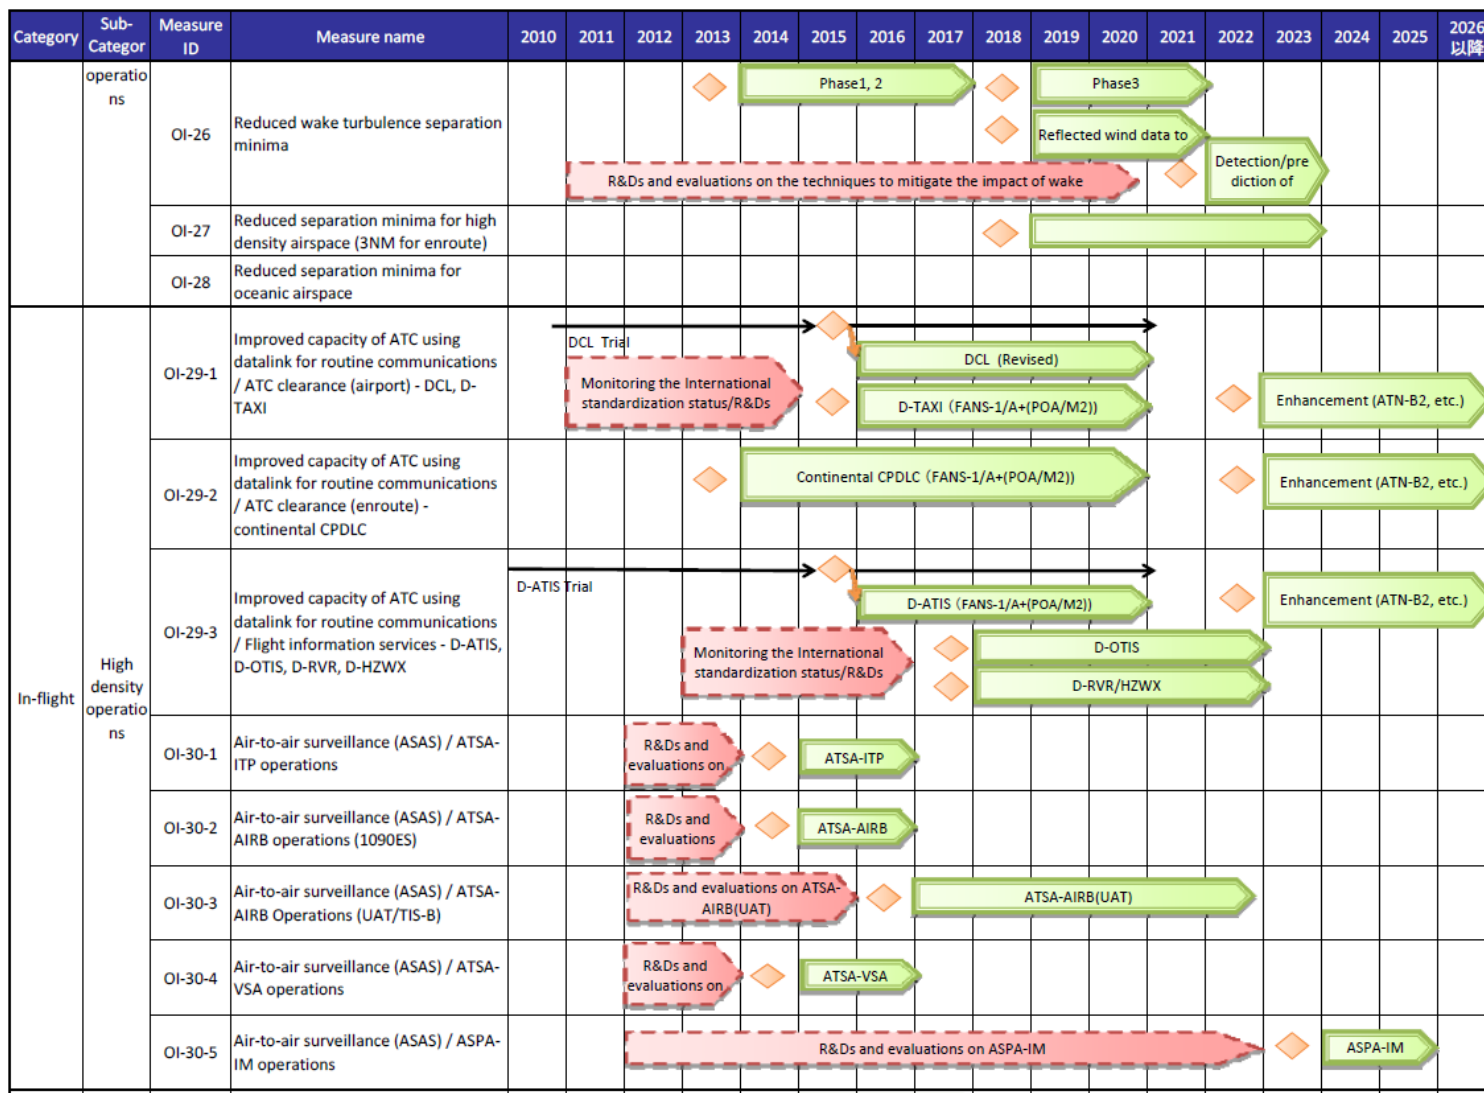 Category
Sub-
Categor
Measure
ID
Measure name
2010 2011 2012 2013 2014 2015 2016 2017 2018 2019 2020 2021 2022 2023 2024 2025 2026
以降
operatio
ns
OI-26
Reduced wake turbulence separation
minima
Phase1, 2
Phase3
Reflected wind data to
Detection/pre
diction of
R&Ds and evaluations on the techniques to mitigate the impact of wake
OI-27
Reduced separation minima for high
density airspace (3NM for enroute)
OI-28
Reduced separation minima for
oceanic airspace
In-flight
High
density
operatio
ns
OI-29-1
Improved capacity of ATC using
datalink for routine communications
/ ATC clearance (airport) - DCL, D-
TAXI
DCL Trial
DCL (Revised)
Monitoring the International
standardization status/R&Ds
D-TAXI (FANS-1/A+(POA/M2))
Enhancement (ATN-B2, etc.)
OI-29-2
Improved capacity of ATC using
datalink for routine communications
/ ATC clearance (enroute) -
continental CPDLC
Continental CPDLC (FANS-1/A+(POA/M2))
Enhancement (ATN-B2, etc.)
OI-29-3
Improved capacity of ATC using
datalink for routine communications
/ Flight information services - D-ATIS,
D-OTIS, D-RVR, D-HZWX
D-ATIS Trial
D-ATIS (FANS-1/A+(POA/M2))
Enhancement (ATN-B2, etc.)
Monitoring the International
standardization status/R&Ds
D-OTIS
D-RVR/HZWX
OI-30-1
Air-to-air surveillance (ASAS) / ATSA-
ITP operations
R&Ds and
evaluations on
ATSA-ITP
OI-30-2
Air-to-air surveillance (ASAS) / ATSA-
AIRB operations (1090ES)
R&Ds and
evaluations
ATSA-AIRB
OI-30-3
Air-to-air surveillance (ASAS) / ATSA-
AIRB Operations (UAT/TIS-B)
R&Ds and evaluations on ATSA-
AIRB(UAT)
ATSA-AIRB(UAT)
OI-30-4
Air-to-air surveillance (ASAS) / ATSA-
VSA operations
R&Ds and
evaluations on
ATSA-VSA
OI-30-5
Air-to-air surveillance (ASAS) / ASPA-
IM operations
R&Ds and evaluations on ASPA-IM
ASPA-IM